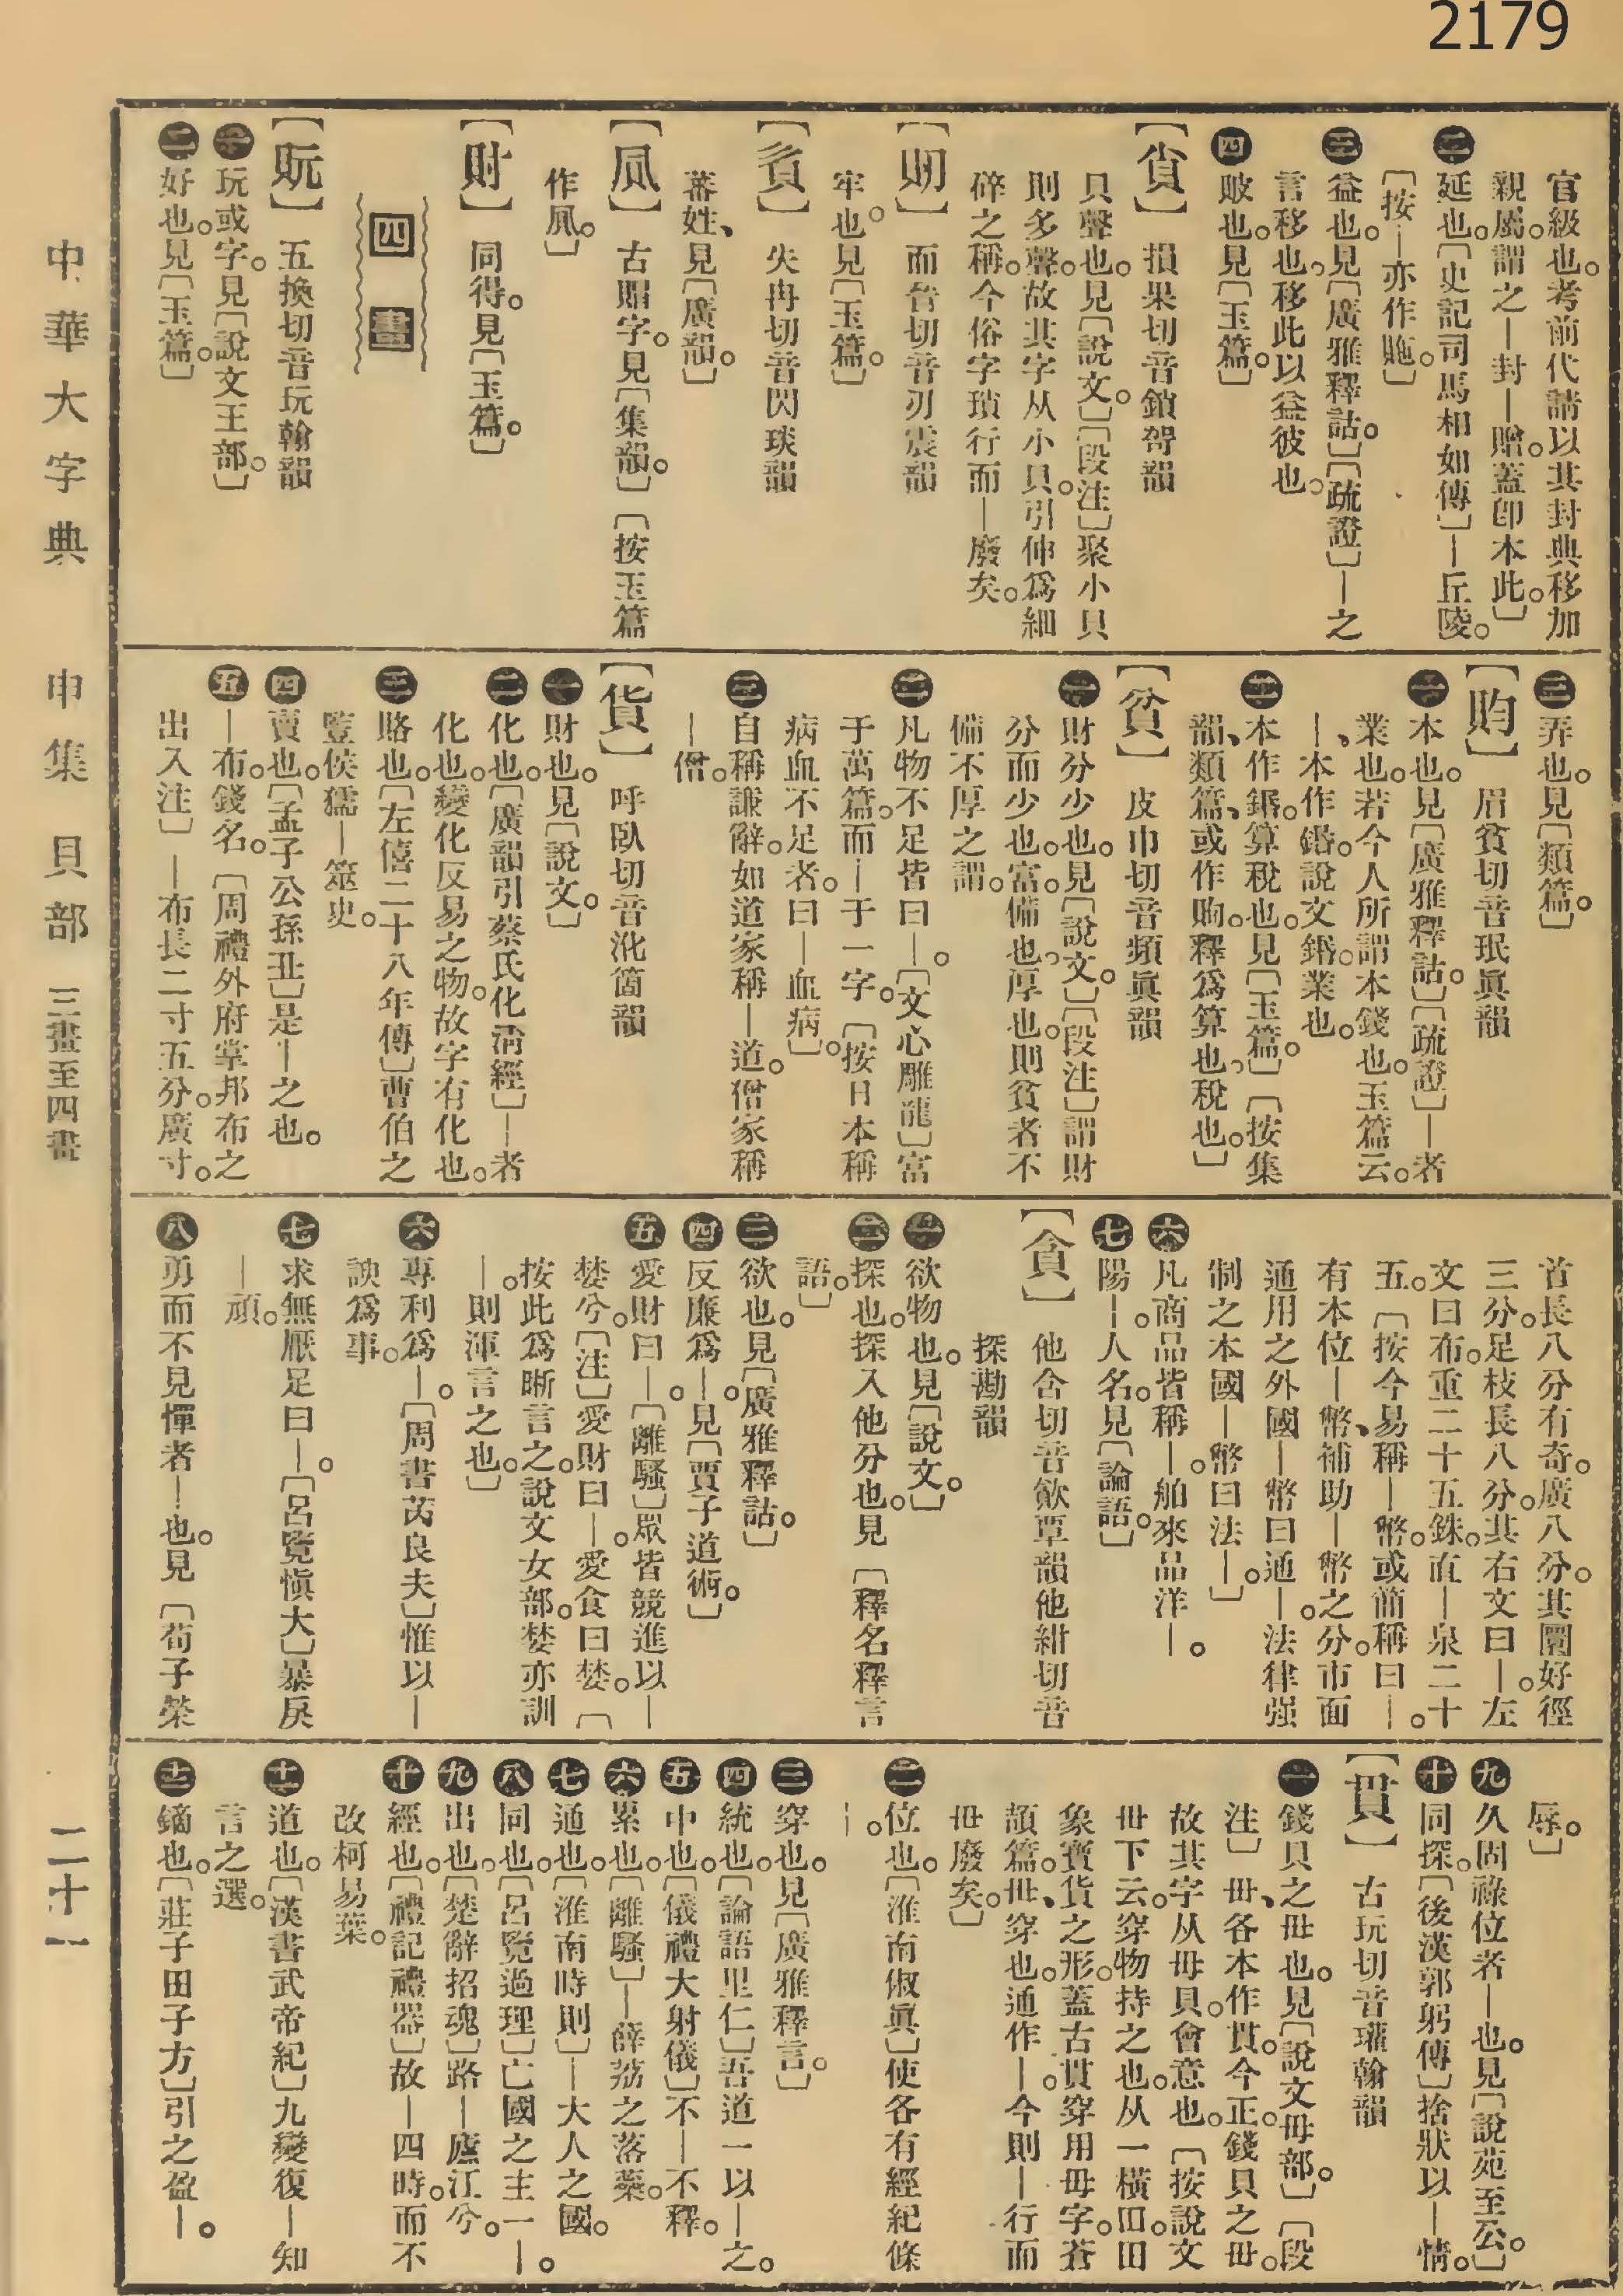 2179
官級也。考前代請以其封典移加
親屬。謂之｜封｜贈。蓋卽本此。〕
㊁延也。〔史記司馬相如傳〕｜丘陵。
〔按｜亦作貤。〕
㊂益也。見〔廣雅釋詁。〕〔疏證〕｜之
言移也。移此以益彼也。
㊃貱也。見〔玉篇。〕
【𧴪】損果切音鎖哿韻
貝聲也。見〔說文。〕〔段注〕聚小貝
則多聲。故其字从小貝。引伸爲細
碎之稱。今俗字瑣行而｜廢矣。
【䝨】而晉切音刃震韻
牢也。見〔玉篇。〕
失冉切音閃琰韻
蕃姓、見〔廣韻。〕
古䝿字。見〔集韻。〕〔按玉篇
作凮。〕
【財】同得。見〔玉篇。〕
四畫
【貦】五換切音玩翰韻
㊀玩或字。見〔說文王部。〕
㊁好也。見〔玉篇。〕
㊂弄也。見〔類篇。〕
【䝧】眉貧切音珉眞韻
㊀本也。見〔廣雅釋詁。〕〔疏證〕｜者
業也。若今人所謂本錢也。玉篇云。
｜、本作鍲。說文鍲。業也。
㊁本作鍲。算稅也。見〔玉篇。〕〔按集
韻、類篇、或作䝧。釋爲算也、稅也。〕
【貧】皮巾切音頻眞韻
㊀財分少也。見〔說文。〕〔段注〕謂財
分而少也。富。備也。厚也。則貧者不
備不厚之謂。
㊁凡物不足皆曰｜。〔文心雕龍〕富
于萬篇。而｜于一字。〔按日本稱
病血不足者。曰｜血病。〕
㊂自稱謙辭。如道家稱｜道。僧家稱
｜僧。
【貨】呼臥切音沘箇韻
㊀財也。見〔說文。〕
㊁化也。〔廣韻引蔡氏化淸經〕｜者
化也。變化反易之物。故字有化也。
㊂賂也。〔左僖二十八年傳〕曹伯之
豎侯獳｜筮史。
㊃賣也。〔孟子公孫丑〕是｜之也。
㊄｜布。錢名。〔周禮外府掌邦布之
出入注〕｜布長二寸五分。廣寸。
首長八分有奇。廣八分。其圜好徑
三分。足枝長八分。其右文曰｜。左
文曰布。重二十五銖。直｜泉二十
五。〔按今易稱｜幣。或簡稱曰｜。
有本位｜幣、補助｜幣之分。市面
通用之外國｜幣曰通｜。法律强
制之本國｜幣曰法｜。〕
㊅凡商品皆稱｜。舶來品洋｜。
㊆陽｜。人名。見〔論語。〕
【貪】他含切音飮覃韻他紺切音
探勘韻
㊀欲物也。見〔說文。〕
㊁探也。探入他分也。見〔釋名釋言
語。〕
㊂欲也。見〔廣雅釋詁。〕
㊃反廉爲｜。見〔賈子道術。〕
㊄愛財曰｜。〔離騷〕眾皆競進以｜
婪兮。〔注〕愛財曰｜。愛食曰婪。〔
按此爲晰言之。說文女部。婪亦訓
｜。則渾言之也。〕
㊅專利爲｜。〔周書芮良夫〕惟以｜
諛爲事。
㊆求無厭足曰｜。〔呂覽愼大〕暴戾
｜頑。
㊇勇而不見憚者｜也。見〔荀子榮
辱。〕
㊈久固祿位者｜也。見〔說苑至公。〕
㊉同探。〔後漢郭躬傳〕捨狀以｜情。
【貫】古玩切音瓘翰韻
㊀錢貝之毌也。見〔說文毌部。〕〔段
注〕毌、各本作貫。今正。錢貝之毌。
故其字从毌貝。會意也。〔按說文
毌下云。穿物持之也。从一橫囗。囗
象寶貨之形。蓋古貫穿用毌字。蒼
頡篇。毌、穿也。通作｜。今則｜行而
毌廢矣。〕
㊁位也。〔淮南俶眞〕使各有經紀條
｜。
㊂穿也。見〔廣雅釋言。〕
㊃統也。〔論語里仁〕吾道一以｜之。
㊄中也。〔儀禮大射儀〕不｜不釋。
㊅累也。〔離騷〕｜薜荔之落蘂。
㊆通也。〔淮南時則〕｜大人之國。
㊇同也。〔呂覽過理〕亡國之主一｜。
㊈出也。〔楚辭招魂〕路｜廬江兮。
㊉經也。〔禮記禮器〕故｜四時。而不
改柯易葉。
⑪道也。〔漢書武帝紀〕九變復｜知
言之選。
⑫鏑也。〔莊子田子方〕引之盈｜。
中華大字典　申集　貝部　三畫至四畫　二十一